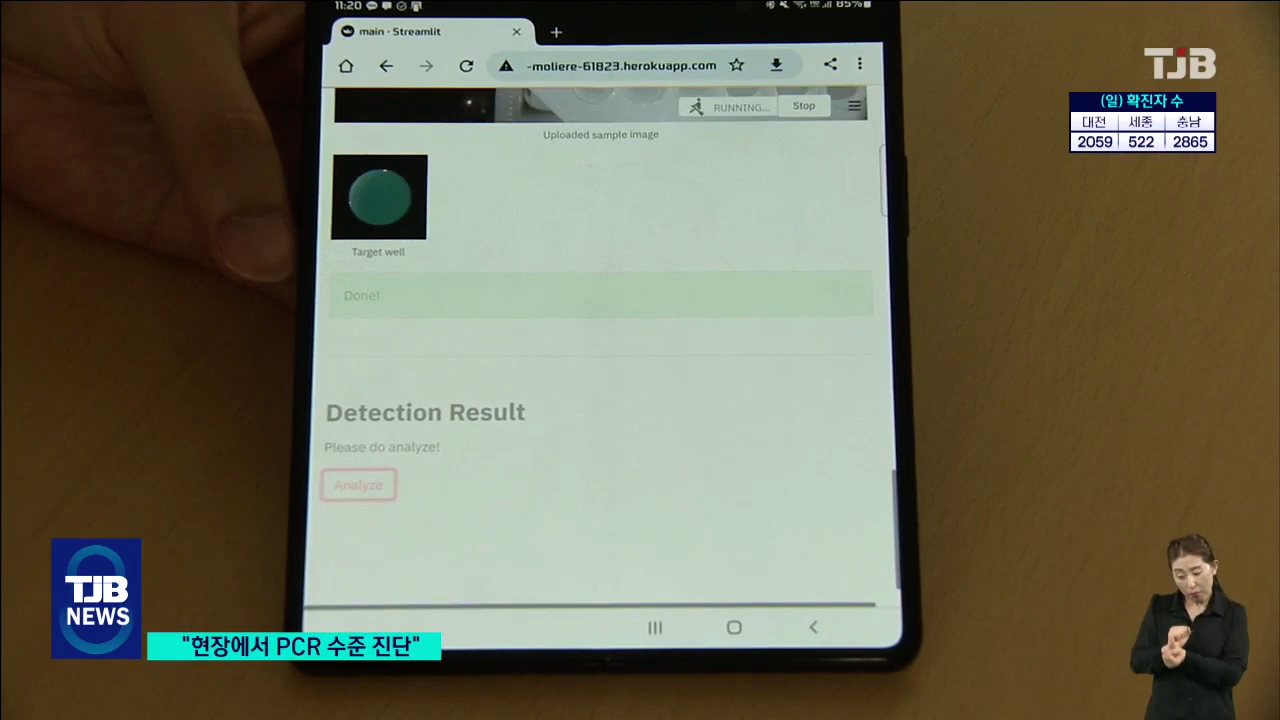 11:20
85%
main · Streamlit
-moliere-61823.herokuapp.com
TJB
(일) 확진자 수
대전 세종 충남
2059 522 2865
RUNNING...
Stop
Uploaded sample image
Target well
Done!
Detection Result
Please do analyze!
Analyze
TJB
NEWS
"현장에서 PCR 수준 진단"